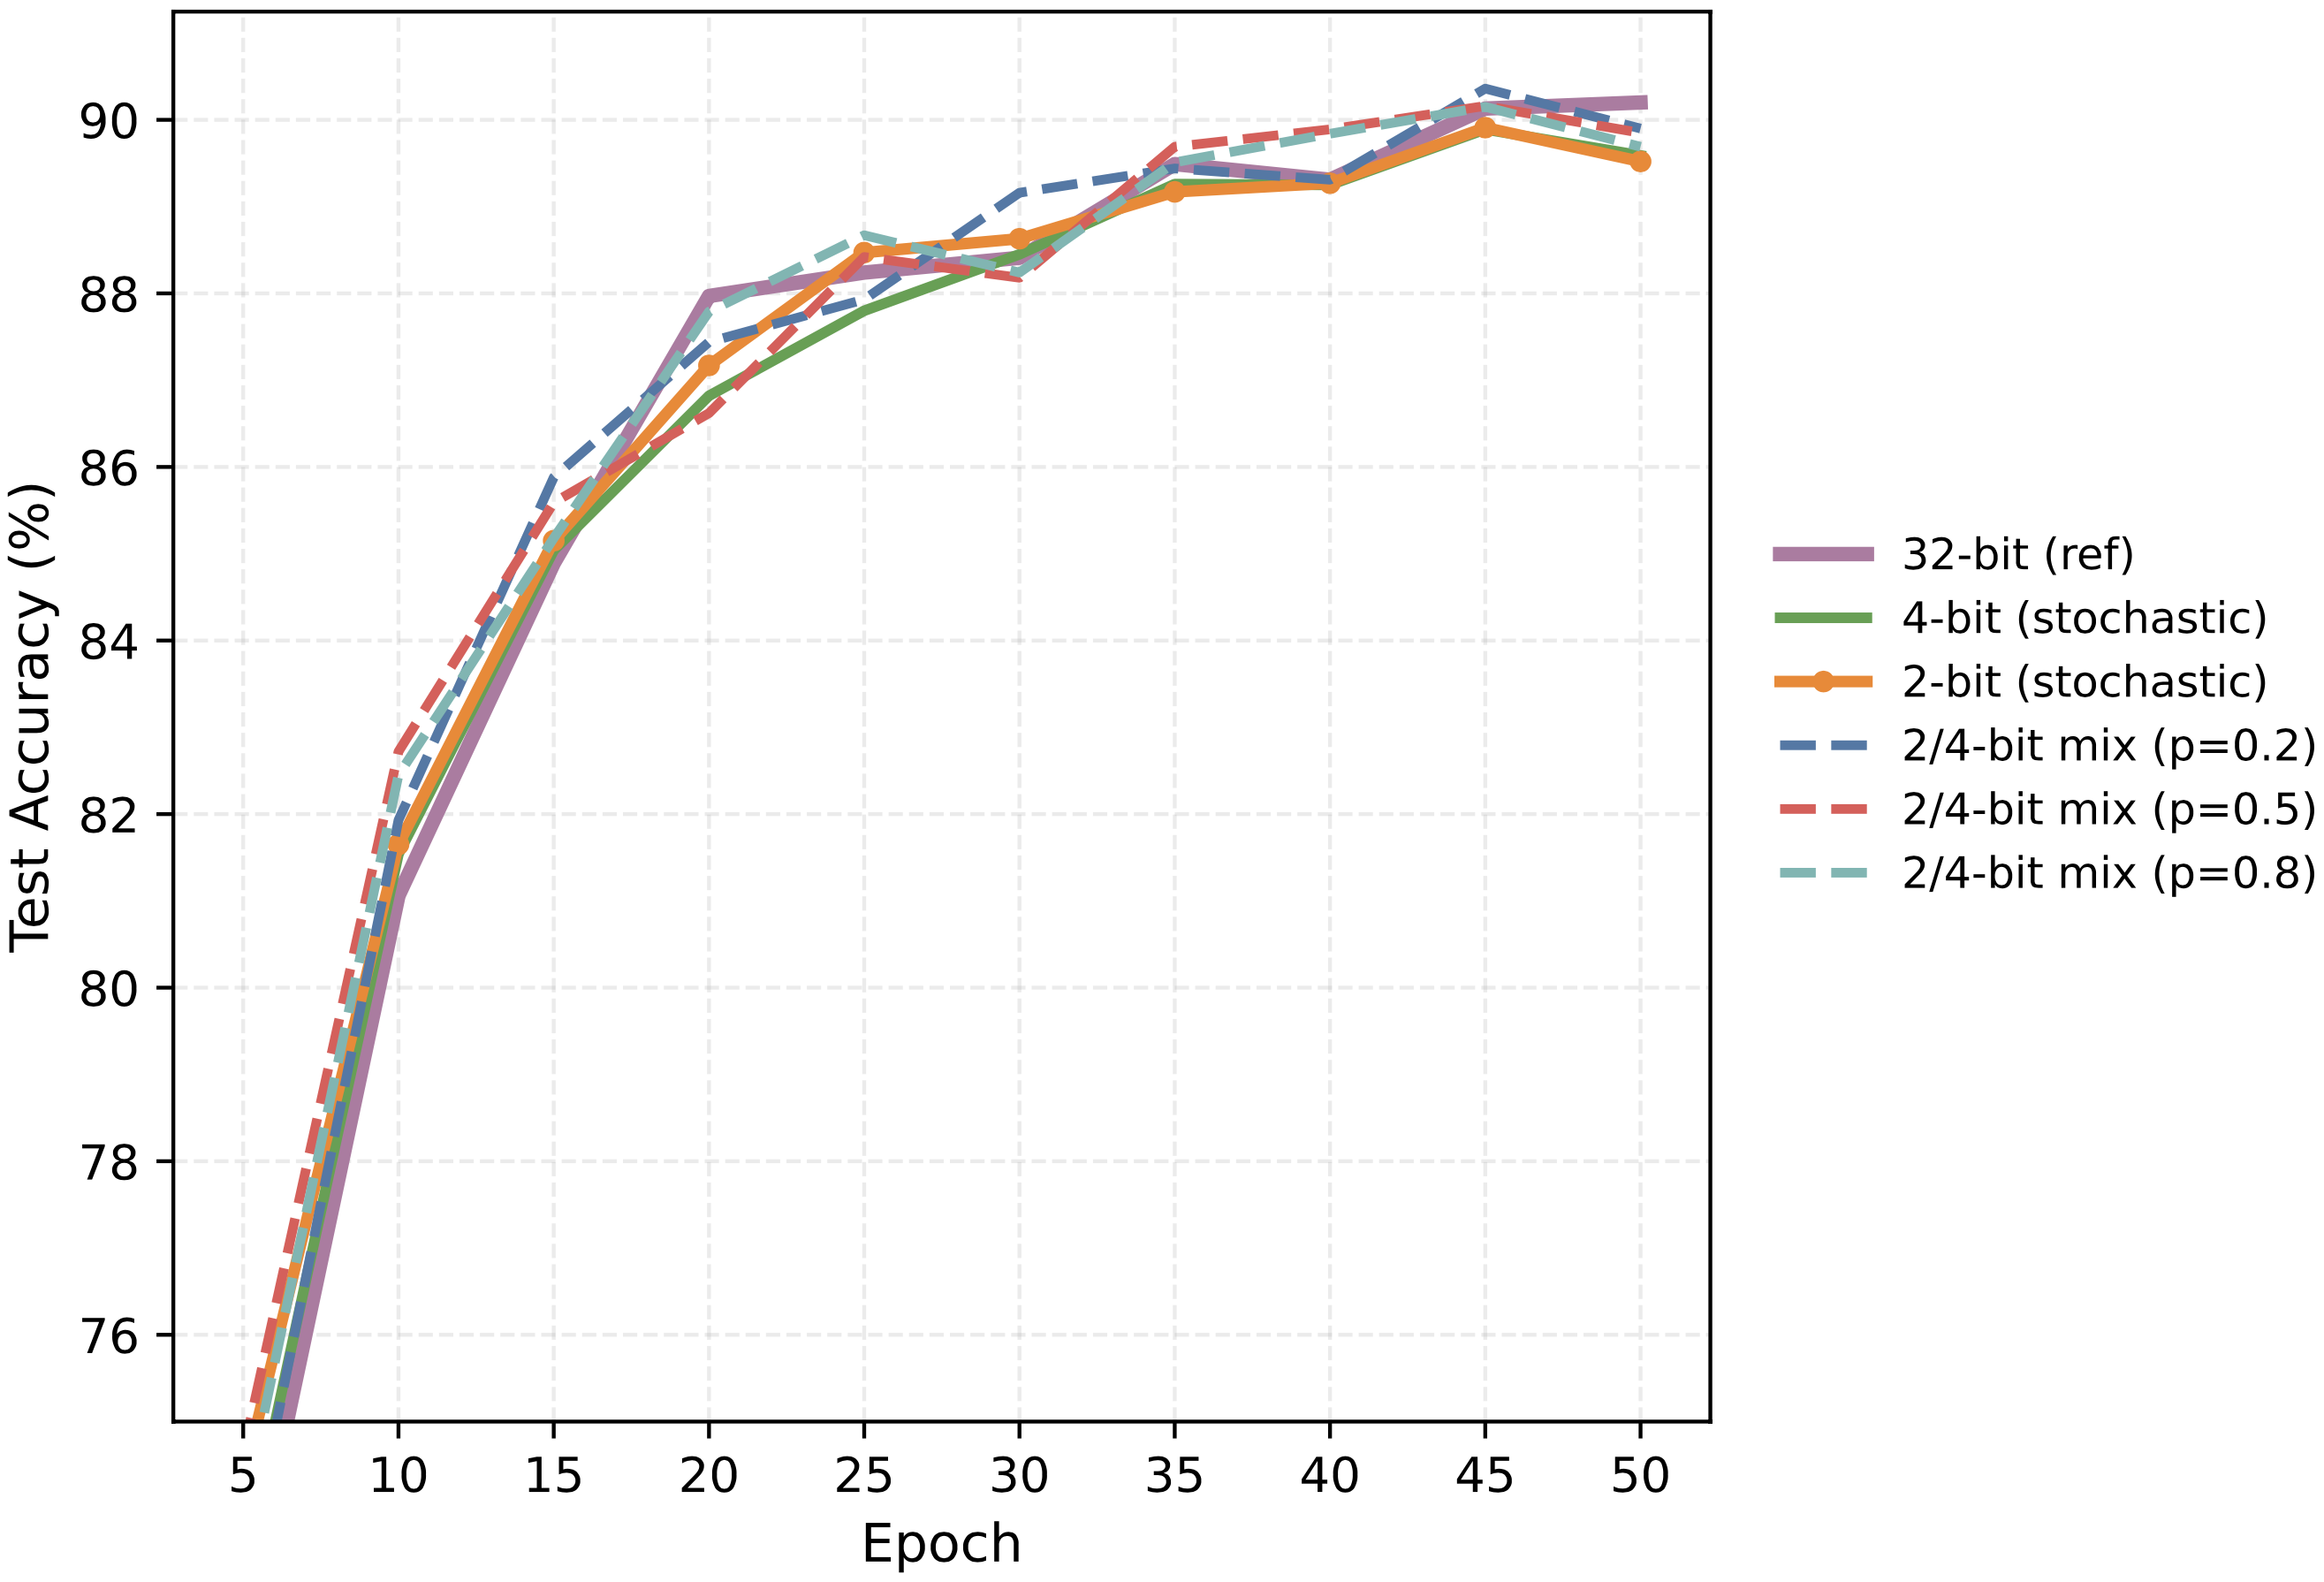 Test Accuracy (%)
90
88
86
84
82
80
78
76
5 10 15 20 25 30 35 40 45 50
Epoch
32-bit (ref)
4-bit (stochastic)
2-bit (stochastic)
2/4-bit mix (p=0.2)
2/4-bit mix (p=0.5)
2/4-bit mix (p=0.8)